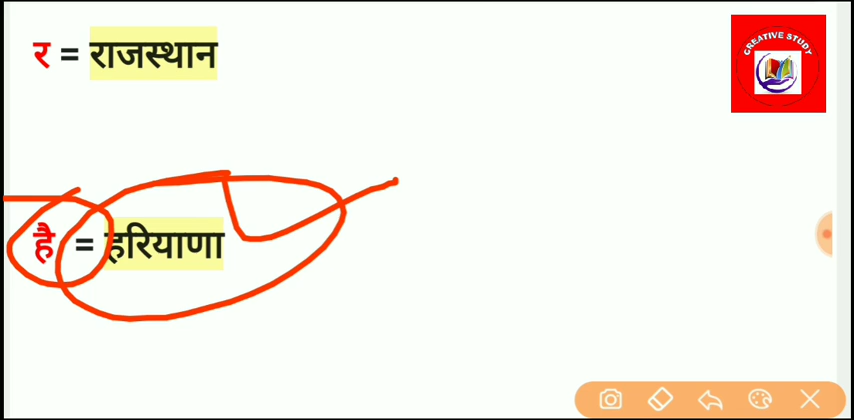 र = राजस्थान
CREATIVE STUDY
है = हरियाणा